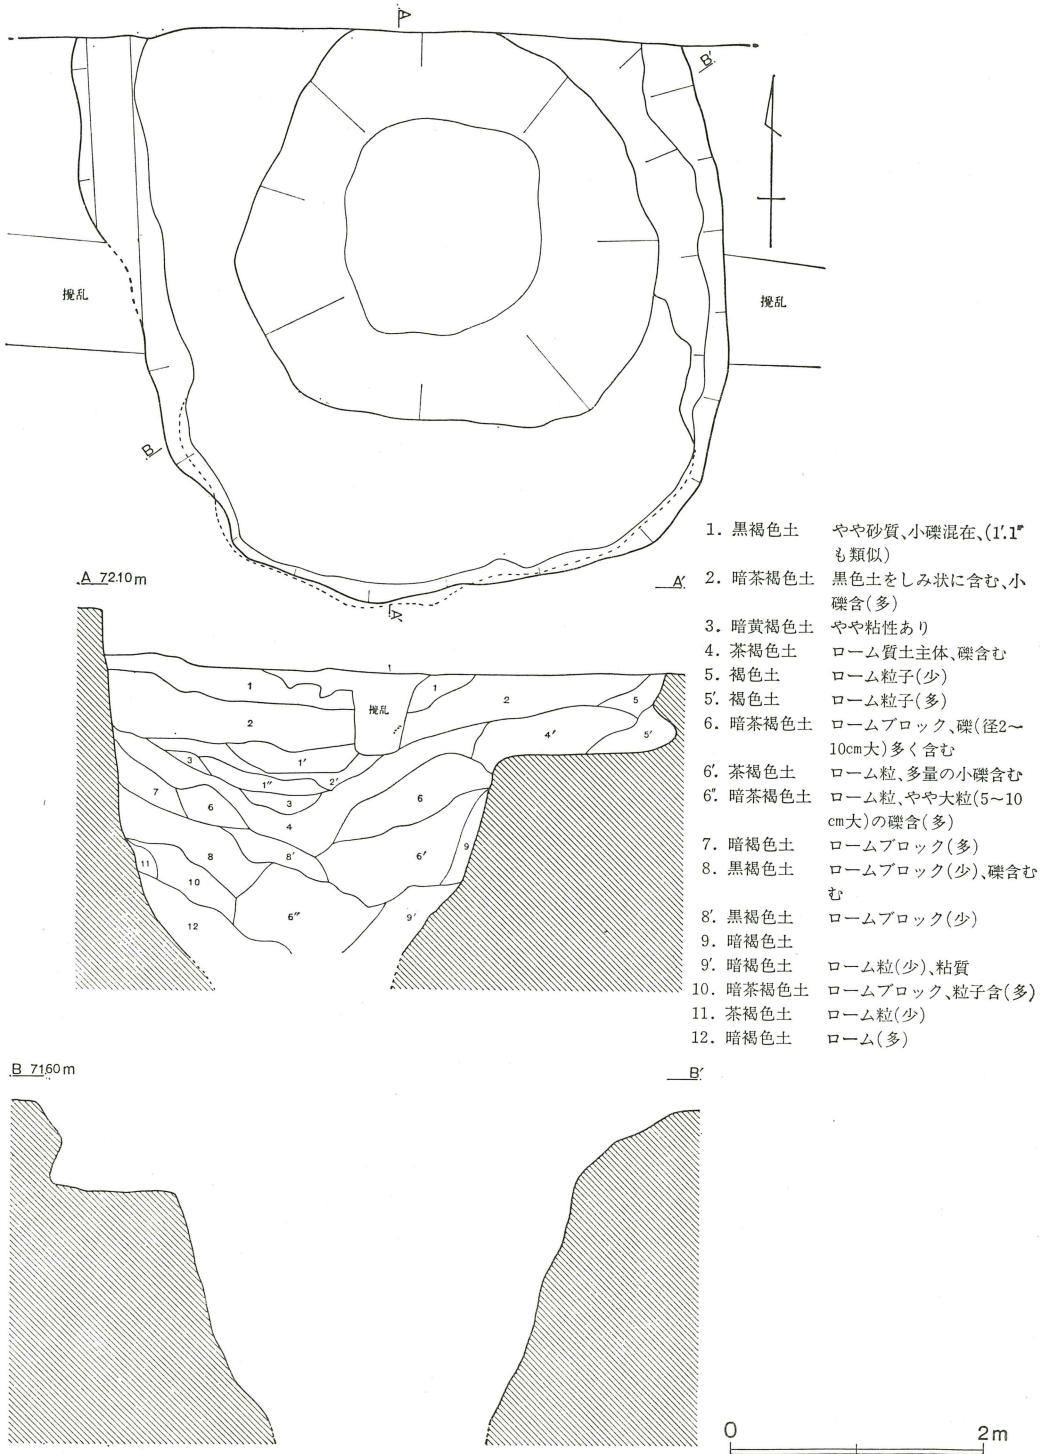 A
B′
攪乱
攪乱
B
A′
1. 黒褐色土 やや砂質、小礫混在、(1′.1″
も類似)
2. 暗茶褐色土 黒色土をしみ状に含む、小
礫含(多)
3. 暗黄褐色土 やや粘性あり
4. 茶褐色土 ローム質土主体、礫含む
5. 褐色土 ローム粒子(少)
5′. 褐色土 ローム粒子(多)
6. 暗茶褐色土 ロームブロック、礫(径2〜
10cm大)多く含む
6′. 茶褐色土 ローム粒、多量の小礫含む
6″. 暗茶褐色土 ローム粒、やや大粒(5〜10
cm大)の礫含(多)
7. 暗褐色土 ロームブロック(多)
8. 黒褐色土 ロームブロック(少)、礫含む
む
8′. 黒褐色土 ロームブロック(少)
9. 暗褐色土
9′. 暗褐色土 ローム粒(少)、粘質
10. 暗茶褐色土 ロームブロック、粒子含(多)
11. 茶褐色土 ローム粒(少)
12. 暗褐色土 ローム(多)
A 72.10m A′
1 攪乱 1 2 5
2 4″ 5′
3 1′ 2′
1″
7 6 3 6
4
11 8 8′ 6′ 9
10
12 6″ 9′
B 71.60m B′
0 2m